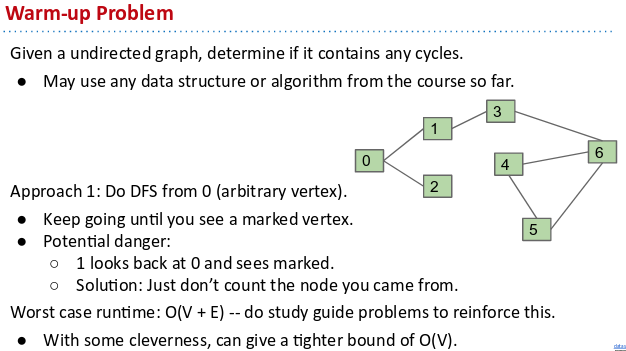 Warm-up Problem
Given a undirected graph, determine if it contains any cycles.
● May use any data structure or algorithm from the course so far.
3
1
0
6
4
2
5
Approach 1: Do DFS from 0 (arbitrary vertex).
● Keep going until you see a marked vertex.
● Potential danger:
○ 1 looks back at 0 and sees marked.
○ Solution: Just don’t count the node you came from.
Worst case runtime: O(V + E) -- do study guide problems to reinforce this.
● With some cleverness, can give a tighter bound of O(V).